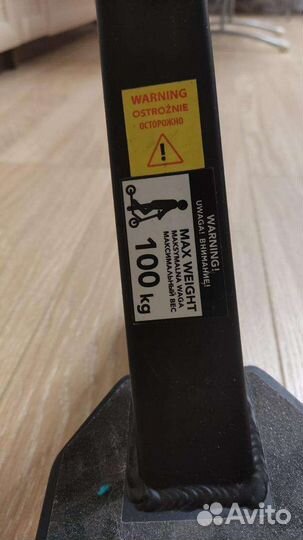 WARNING
OSTROŻNIE
ОСТОРОЖНО
WARNING!
UWAGA! ВНИМАНИЕ!
MAX WEIGHT
MAKSYMALNA WAGA
МАКСИМАЛЬНЫЙ ВЕС
100 kg
Avito